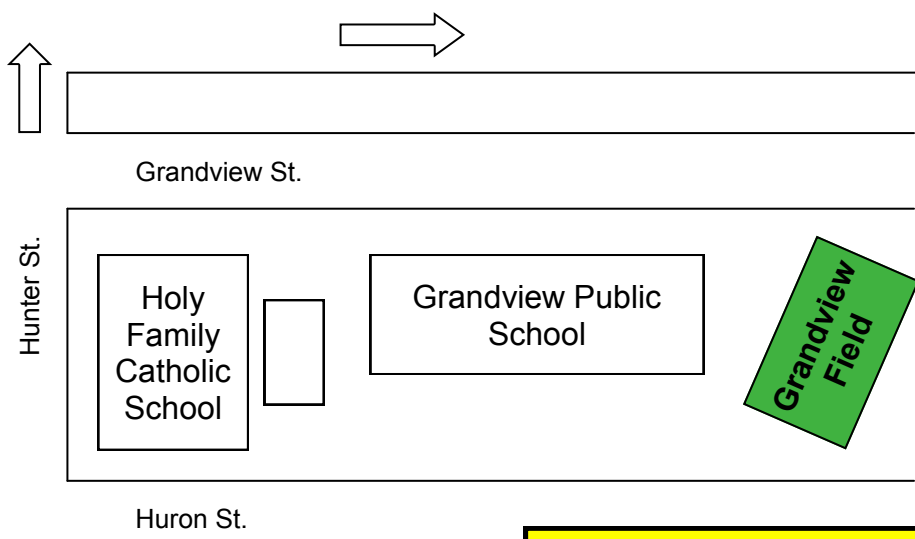 Grandview St.
Hunter St.
Holy
Family
Catholic
School
Grandview Public
School
Grandview
Field
Huron St.